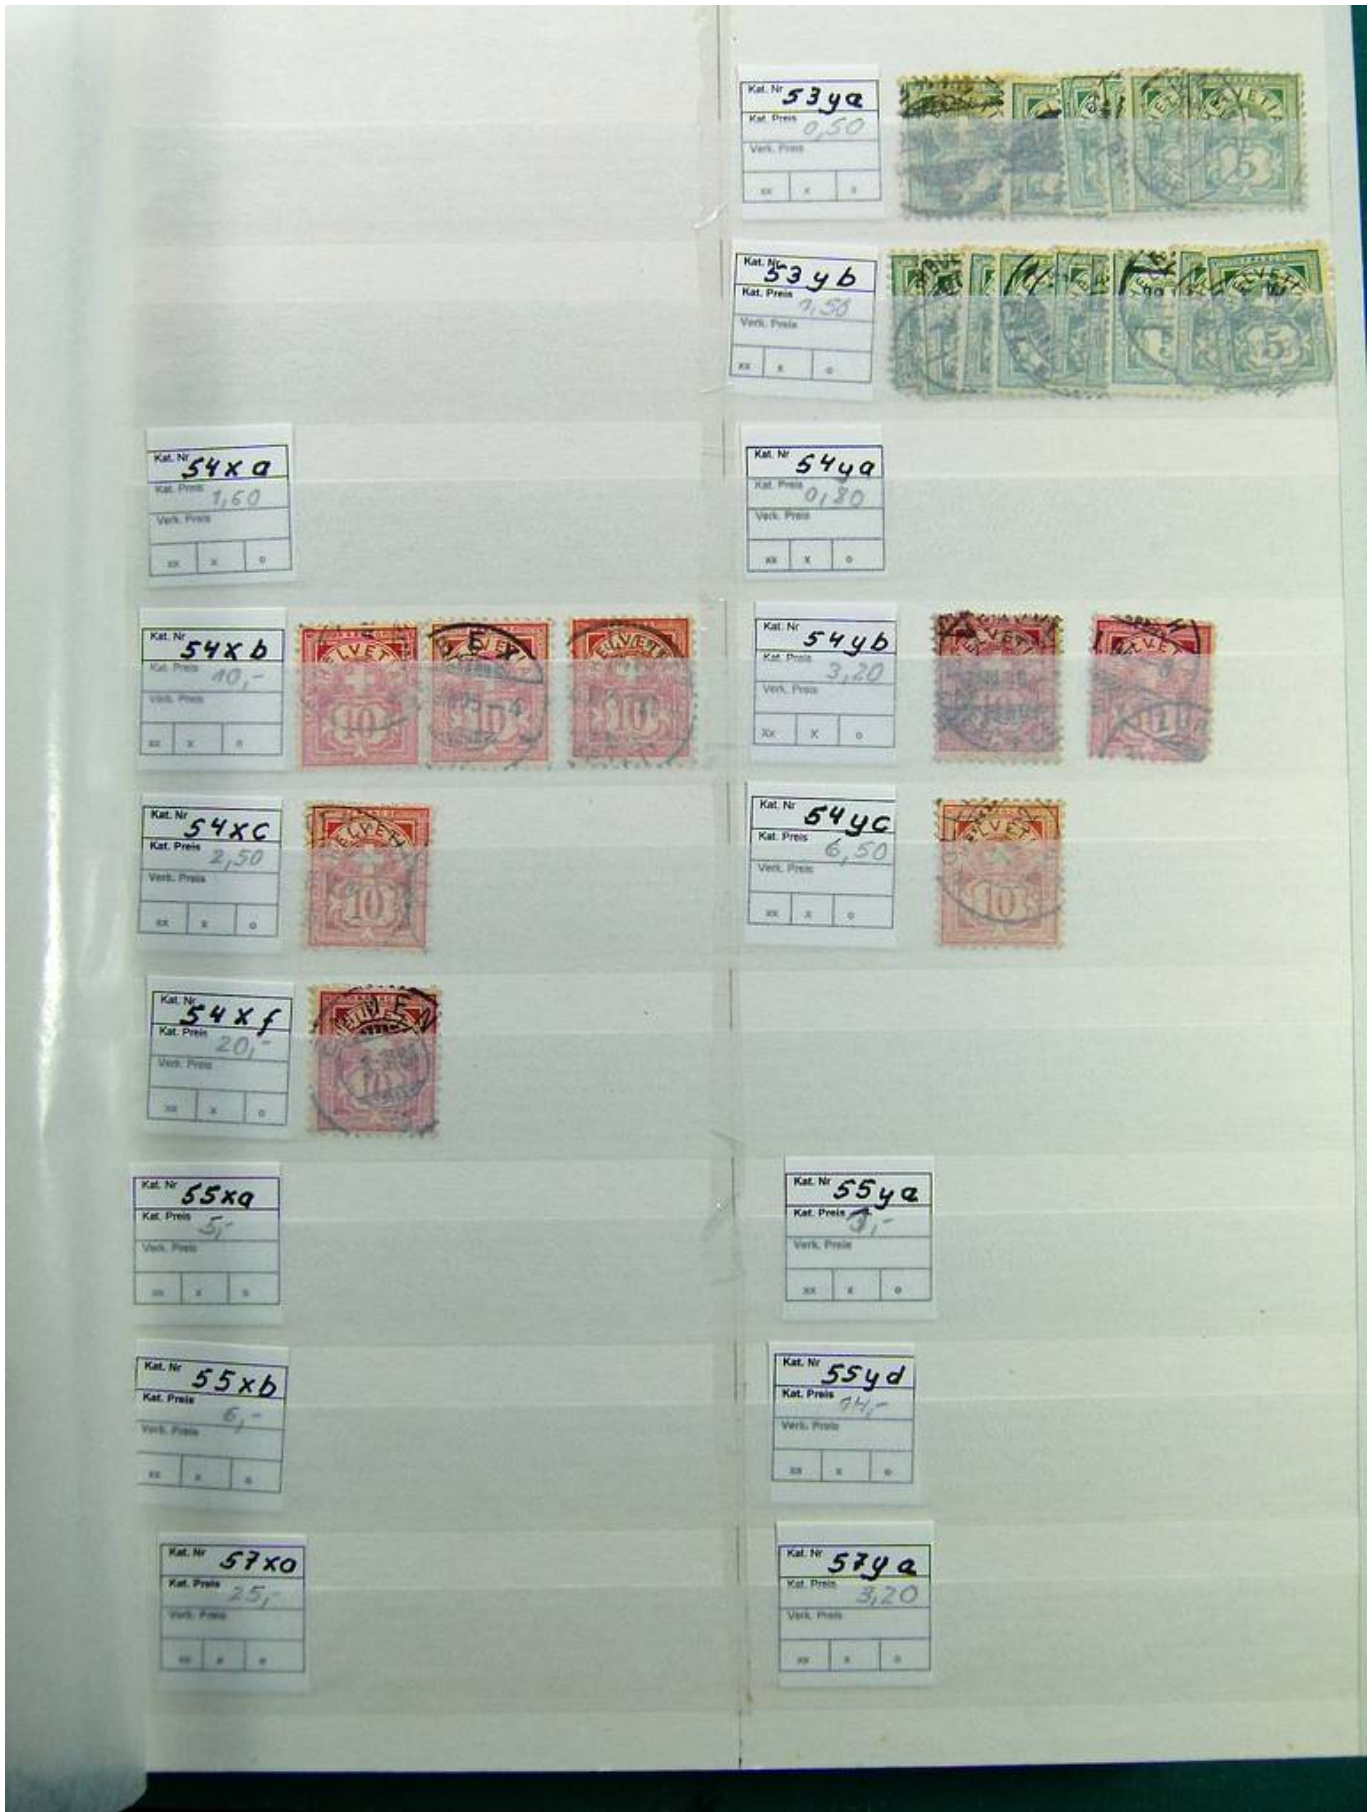 Kat. Nr 53ya
Kat. Preis 0,50
Verk. Preis
xx x o
HELVETIA
5
Kat. Nr. 53yb
Kat. Preis 1,50
Verk. Preis
xx x o
HELVETIA
5
Kat. Nr 54xa
Kat. Preis 1,60
Verk. Preis
xx x o
Kat. Nr 54ya
Kat. Preis 0,80
Verk. Preis
xx x o
Kat. Nr 54xb
Kat. Preis 10,-
Verk. Preis
xx x o
HELVETIA
10
10
10
Kat. Nr 54yb
Kat. Preis 3,20
Verk. Preis
xx x o
Kat. Nr 54xc
Kat. Preis 2,50
Verk. Preis
xx x o
HELVETIA
10
Kat. Nr 54yc
Kat. Preis 6,50
Verk. Preis
xx x o
HELVETIA
10
Kat. Nr. 54xf
Kat. Preis 20,-
Verk. Preis
xx x o
10
Kat. Nr 55xa
Kat. Preis 5,-
Verk. Preis
xx x o
Kat. Nr 55ya
Kat. Preis
Verk. Preis
xx x o
Kat. Nr 55xb
Kat. Preis 6,-
Verk. Preis
xx x o
Kat. Nr 55yd
Kat. Preis 14,-
Verk. Preis
xx x o
Kat. Nr 57xa
Kat. Preis 25,-
Verk. Preis
xx x o
Kat. Nr 57ya
Kat. Preis 3,20
Verk. Preis
xx x o